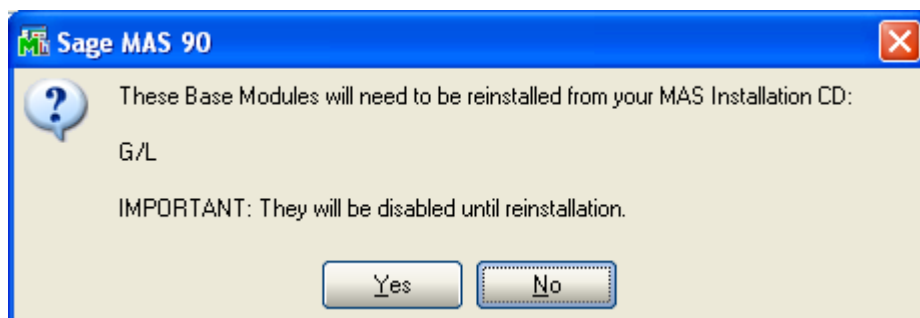 Sage MAS 90
These Base Modules will need to be reinstalled from your MAS Installation CD:
G/L
IMPORTANT: They will be disabled until reinstallation.
Yes
No